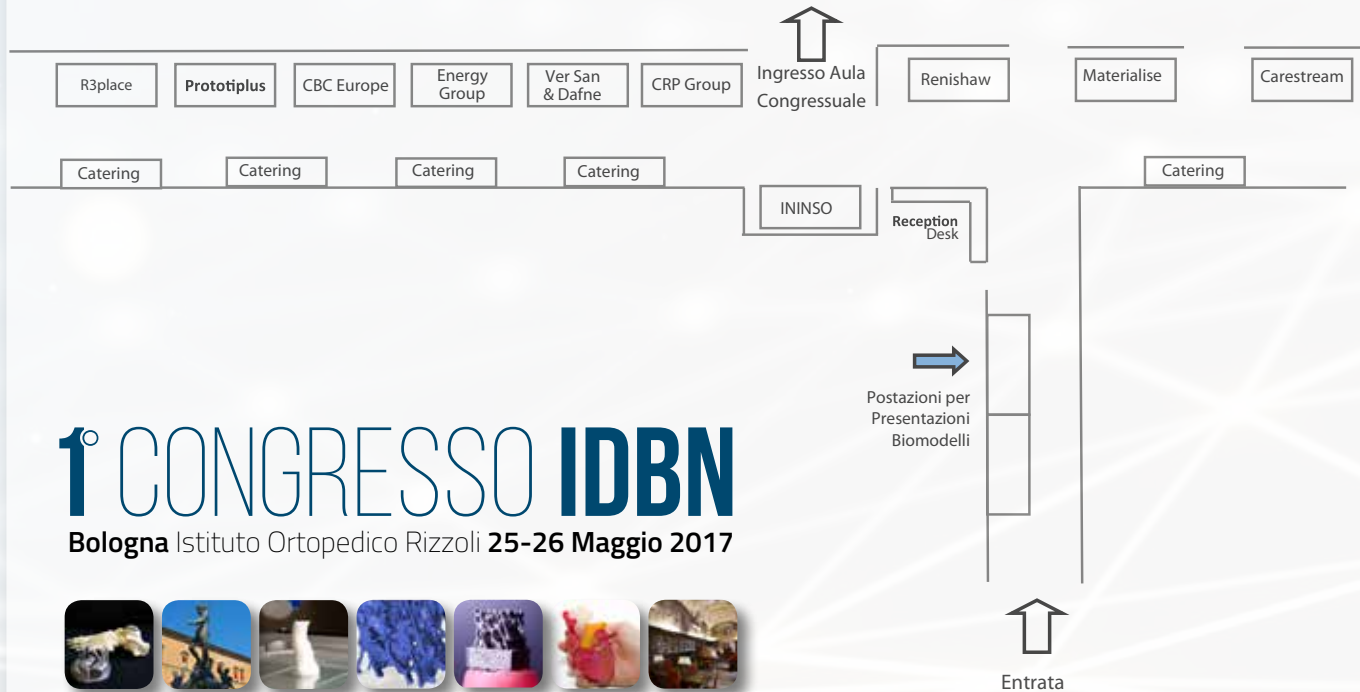 R3place
Prototiplus
CBC Europe
Energy
Group
Ver San
& Dafne
CRP Group
Ingresso Aula
Congressuale
Renishaw
Materialise
Carestream
Catering
Catering
Catering
Catering
Catering
ININSO
Reception
Desk
Postazioni per
Presentazioni
Biomodelli
1° CONGRESSO IDBN
Bologna Istituto Ortopedico Rizzoli 25-26 Maggio 2017
Entrata